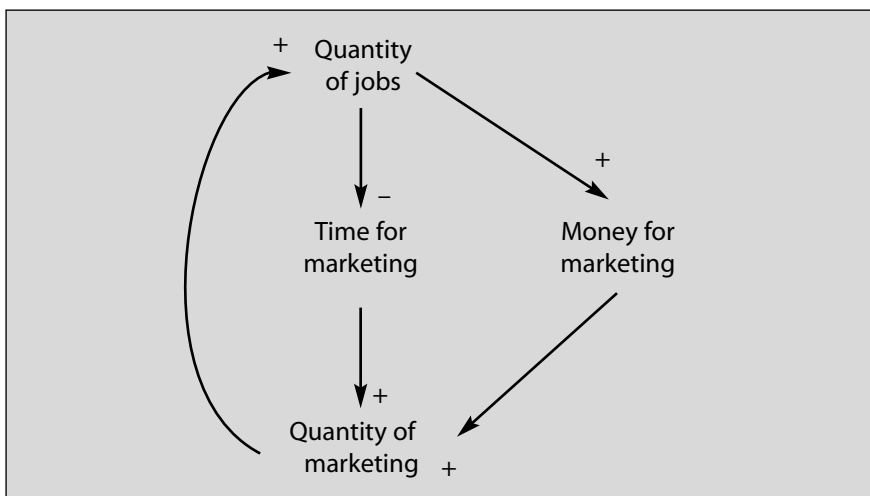 +
Quantity
of jobs
+
–
Time for
marketing
Money for
marketing
+
Quantity of
marketing
+